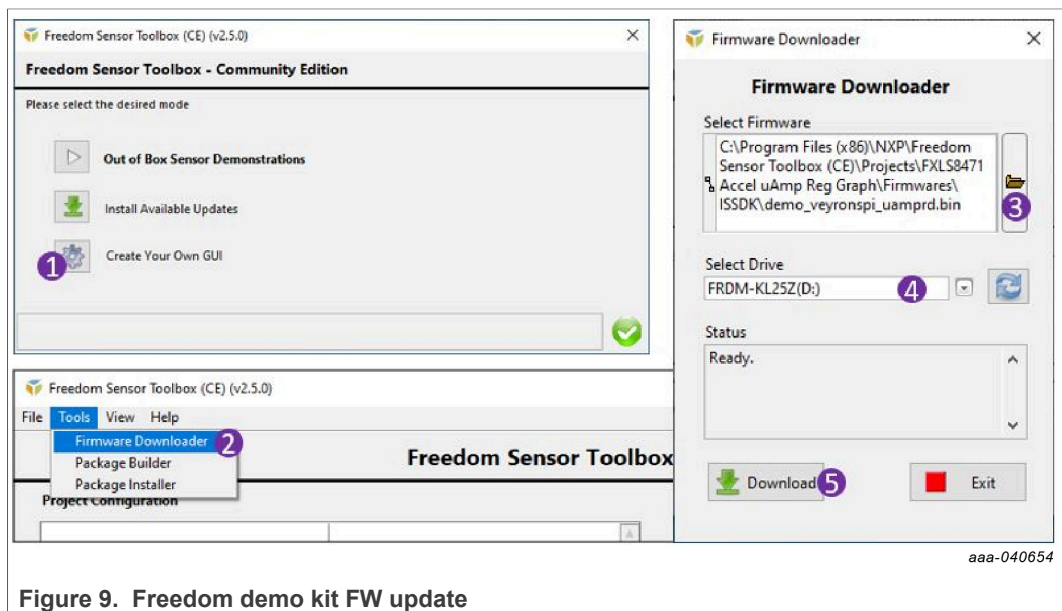 Freedom Sensor Toolbox (CE) (v2.5.0)
Freedom Sensor Toolbox - Community Edition
Please select the desired mode
Out of Box Sensor Demonstrations
Install Available Updates
1
Create Your Own GUI
Freedom Sensor Toolbox (CE) (v2.5.0)
File Tools View Help
Firmware Downloader 2
Package Builder
Package Installer
Freedom Sensor Toolbox
Project Configuration
Firmware Downloader
Firmware Downloader
Select Firmware
C:\Program Files (x86)\NXP\Freedom
Sensor Toolbox (CE)\Projects\FXLS8471
Accel uAmp Reg Graph\Firmwares\
ISSDK\demo_veyronspi_uamprd.bin
3
Select Drive
FRDM-KL25Z(D:) 4
Status
Ready.
Download 5
Exit
aaa-040654
Figure 9. Freedom demo kit FW update